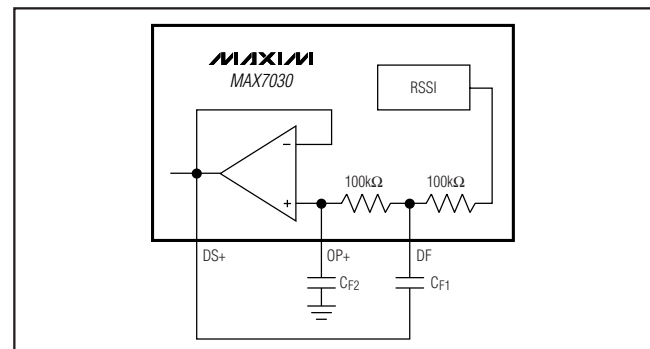 MAXIM
MAX7030
RSSI
−
100kΩ 100kΩ
+
DS+ OP+ DF
CF2 CF1